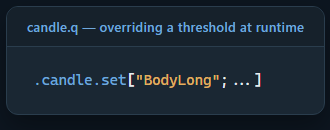 candle.q — overriding a threshold at runtime
.candle.set["BodyLong";...]